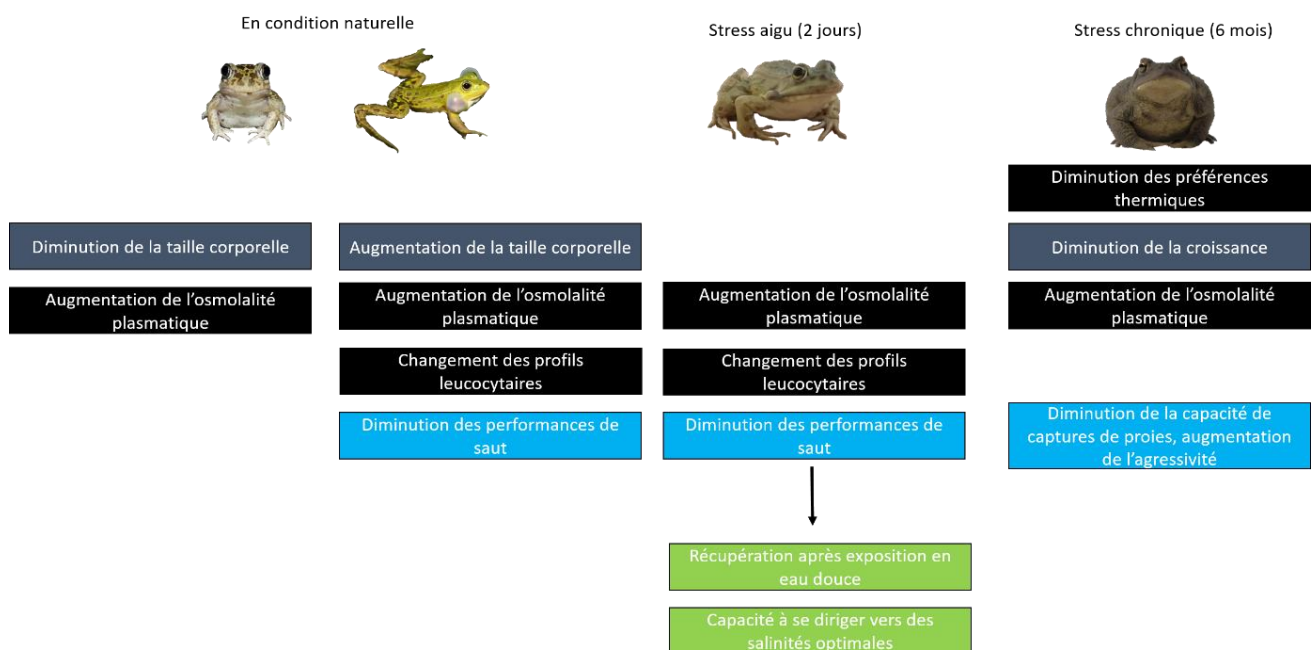 En condition naturelle
Stress aigu (2 jours)
Stress chronique (6 mois)
Diminution des préférences
thermiques
Diminution de la taille corporelle
Augmentation de la taille corporelle
Diminution de la croissance
Augmentation de l'osmolalité
plasmatique
Augmentation de l'osmolalité
plasmatique
Augmentation de l'osmolalité
plasmatique
Augmentation de l'osmolalité
plasmatique
Changement des profils
leucocytaires
Changement des profils
leucocytaires
Diminution des performances de
saut
Diminution des performances de
saut
Diminution de la capacité de
captures de proies, augmentation
de l'agressivité
Récupération après exposition en
eau douce
Capacité à se diriger vers des
salinités optimales